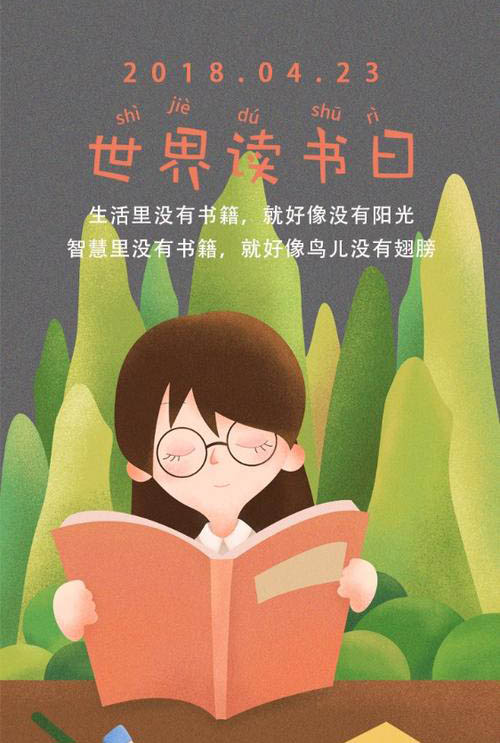 2018.04.23
shì jiè dú shū rì
世界读书日
生活里没有书籍，就好像没有阳光
智慧里没有书籍，就好像鸟儿没有翅膀